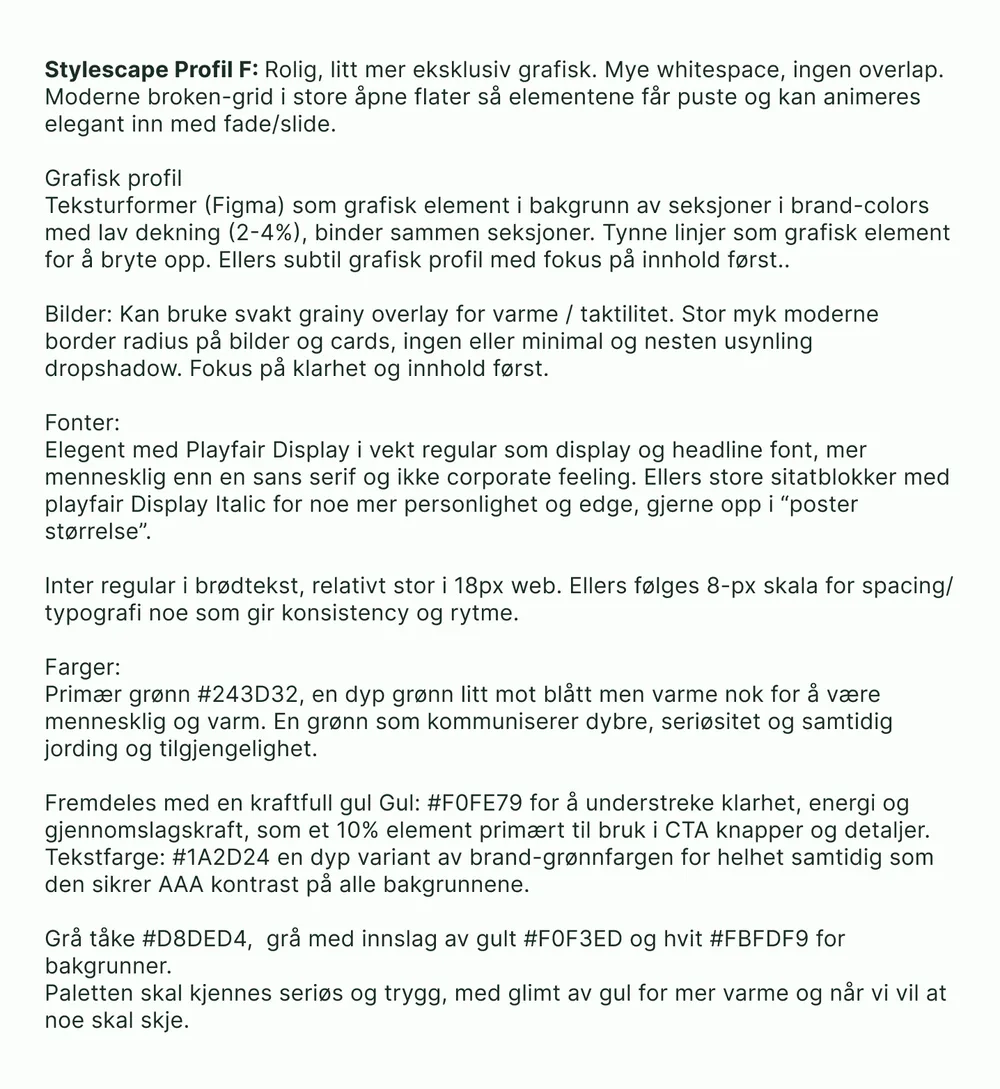 Stylescape Profil F: Rolig, litt mer eksklusiv grafisk. Mye whitespace, ingen overlap.
Moderne broken-grid i store åpne flater så elementene får puste og kan animeres
elegant inn med fade/slide.

Grafisk profil
Teksturformer (Figma) som grafisk element i bakgrunn av seksjoner i brand-colors
med lav dekning (2-4%), binder sammen seksjoner. Tynne linjer som grafisk element
for å bryte opp. Ellers subtil grafisk profil med fokus på innhold først..

Bilder: Kan bruke svakt grainy overlay for varme / taktilitet. Stor myk moderne
border radius på bilder og cards, ingen eller minimal og nesten usynling
dropshadow. Fokus på klarhet og innhold først.

Fonter:
Elegent med Playfair Display i vekt regular som display og headline font, mer
mennesklig enn en sans serif og ikke corporate feeling. Ellers store sitatblokker med
playfair Display Italic for noe mer personlighet og edge, gjerne opp i “poster
størrelse”.

Inter regular i brødtekst, relativt stor i 18px web. Ellers følges 8-px skala for spacing/
typografi noe som gir konsistency og rytme.

Farger:
Primær grønn #243D32, en dyp grønn litt mot blått men varme nok for å være
mennesklig og varm. En grønn som kommuniserer dybre, seriøsitet og samtidig
jording og tilgjengelighet.

Fremdeles med en kraftfull gul Gul: #F0FE79 for å understreke klarhet, energi og
gjennomslagskraft, som et 10% element primært til bruk i CTA knapper og detaljer.
Tekstfarge: #1A2D24 en dyp variant av brand-grønnfargen for helhet samtidig som
den sikrer AAA kontrast på alle bakgrunnene.

Grå tåke #D8DED4,  grå med innslag av gult #F0F3ED og hvit #FBFDF9 for
bakgrunner.
Paletten skal kjennes seriøs og trygg, med glimt av gul for mer varme og når vi vil at
noe skal skje.